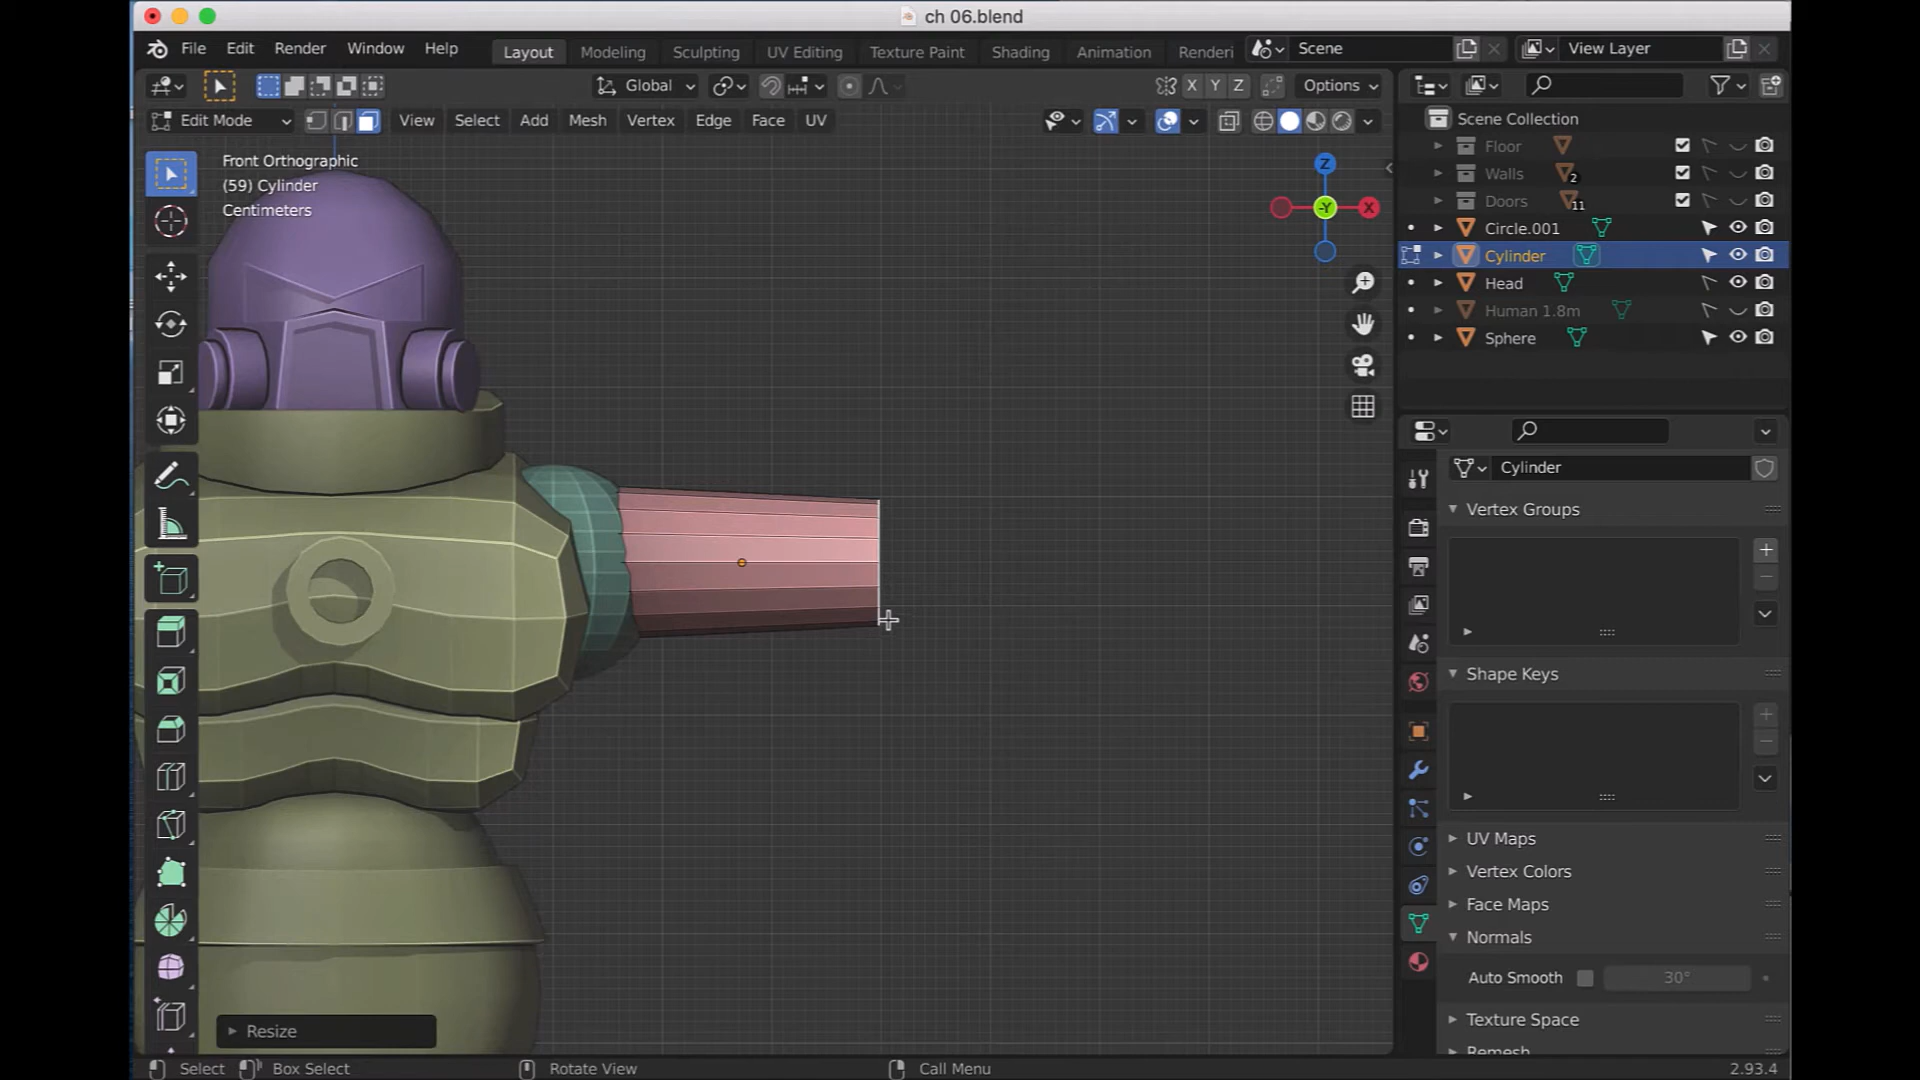 ch 06.blend
File Edit Render Window Help Layout Modeling Sculpting UV Editing Texture Paint Shading Animation Renderi Scene View Layer
Global X Y Z Options
Edit Mode View Select Add Mesh Vertex Edge Face UV
Scene Collection
Floor
Walls 2
Doors 11
Circle.001
Cylinder
Head
Human 1.8m
Sphere
Front Orthographic
(59) Cylinder
Centimeters
Z
-Y X
Cylinder
Vertex Groups
Shape Keys
UV Maps
Vertex Colors
Face Maps
Normals
Auto Smooth 30°
Texture Space
Remesh
Resize
Select Box Select Rotate View Call Menu 2.93.4